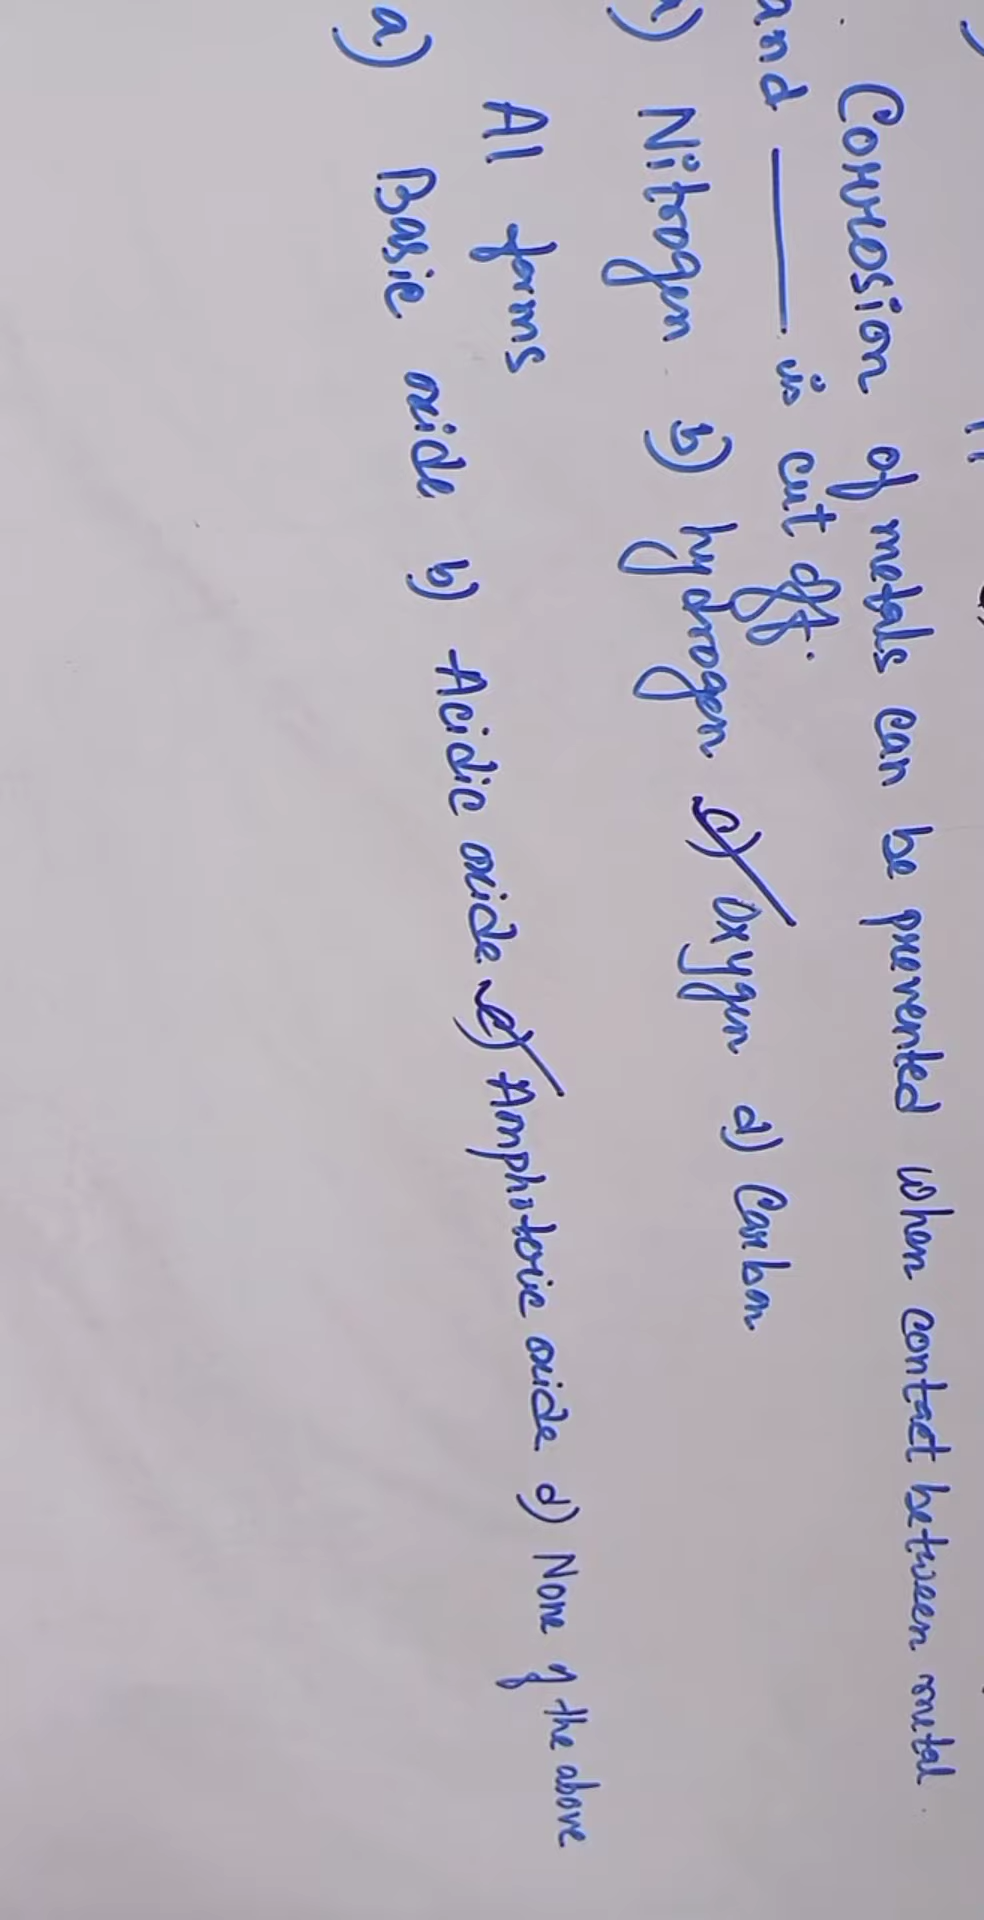 Corrosion of metals can be prevented when contact between metal
and ____ is cut off.
a) Nitrogen b) hydrogen c) Oxygen d) Carbon
Al forms
a) Basic oxide b) Acidic oxide c) Amphoteric oxide d) None of the above